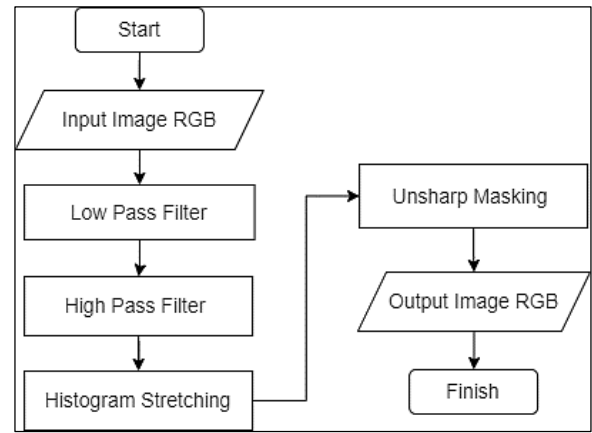 Start
Input Image RGB
Low Pass Filter
High Pass Filter
Histogram Stretching
Unsharp Masking
Output Image RGB
Finish